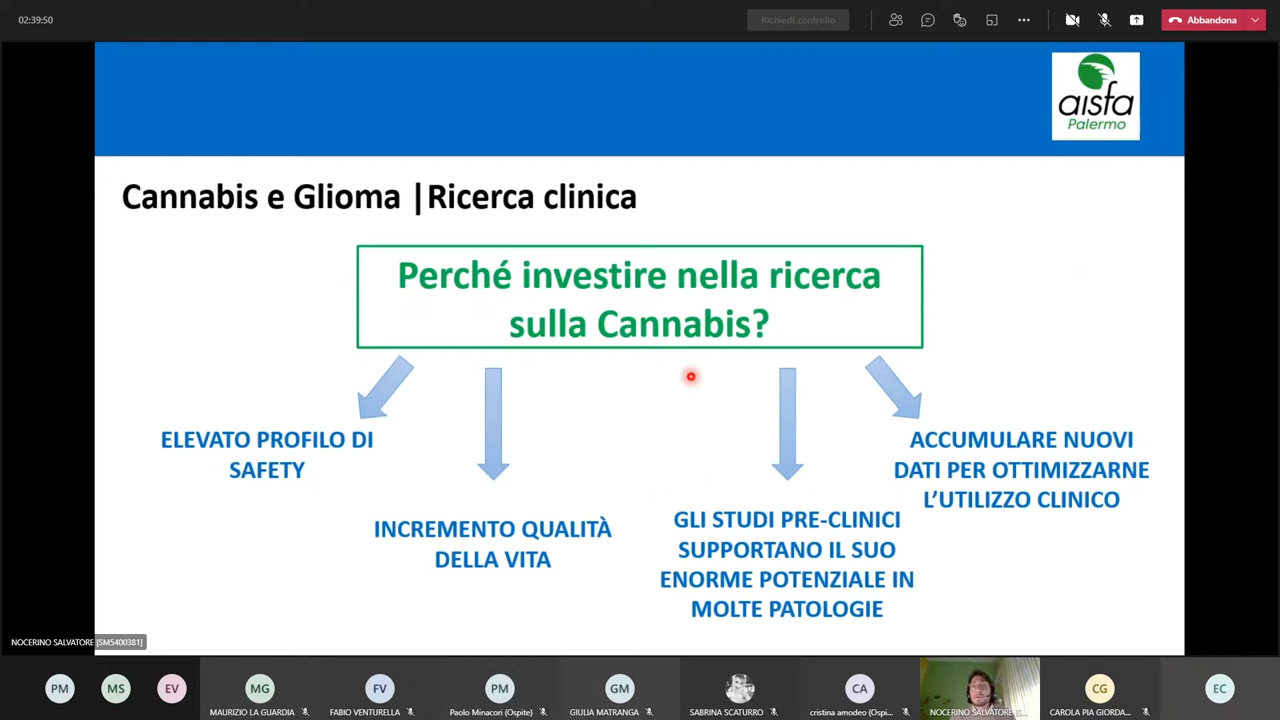 02:39:50
Richiedi controllo
Abbandona
aisfa
Palermo
Cannabis e Glioma |Ricerca clinica
Perché investire nella ricerca
sulla Cannabis?
ELEVATO PROFILO DI
SAFETY
INCREMENTO QUALITÀ
DELLA VITA
GLI STUDI PRE-CLINICI
SUPPORTANO IL SUO
ENORME POTENZIALE IN
MOLTE PATOLOGIE
ACCUMULARE NUOVI
DATI PER OTTIMIZZARNE
L'UTILIZZO CLINICO
NOCERINO SALVATORE [SM5400381]
PM
MS
EV
MG
MAURIZIO LA GUARDIA
FV
FABIO VENTURELLA
PM
Paolo Minacori (Ospite)
GM
GIULIA MATRANGA
SABRINA SCATURRO
CA
cristina amodeo (Ospi...
NOCERINO SALVATORE
CG
CAROLA PIA GIORDA...
EC